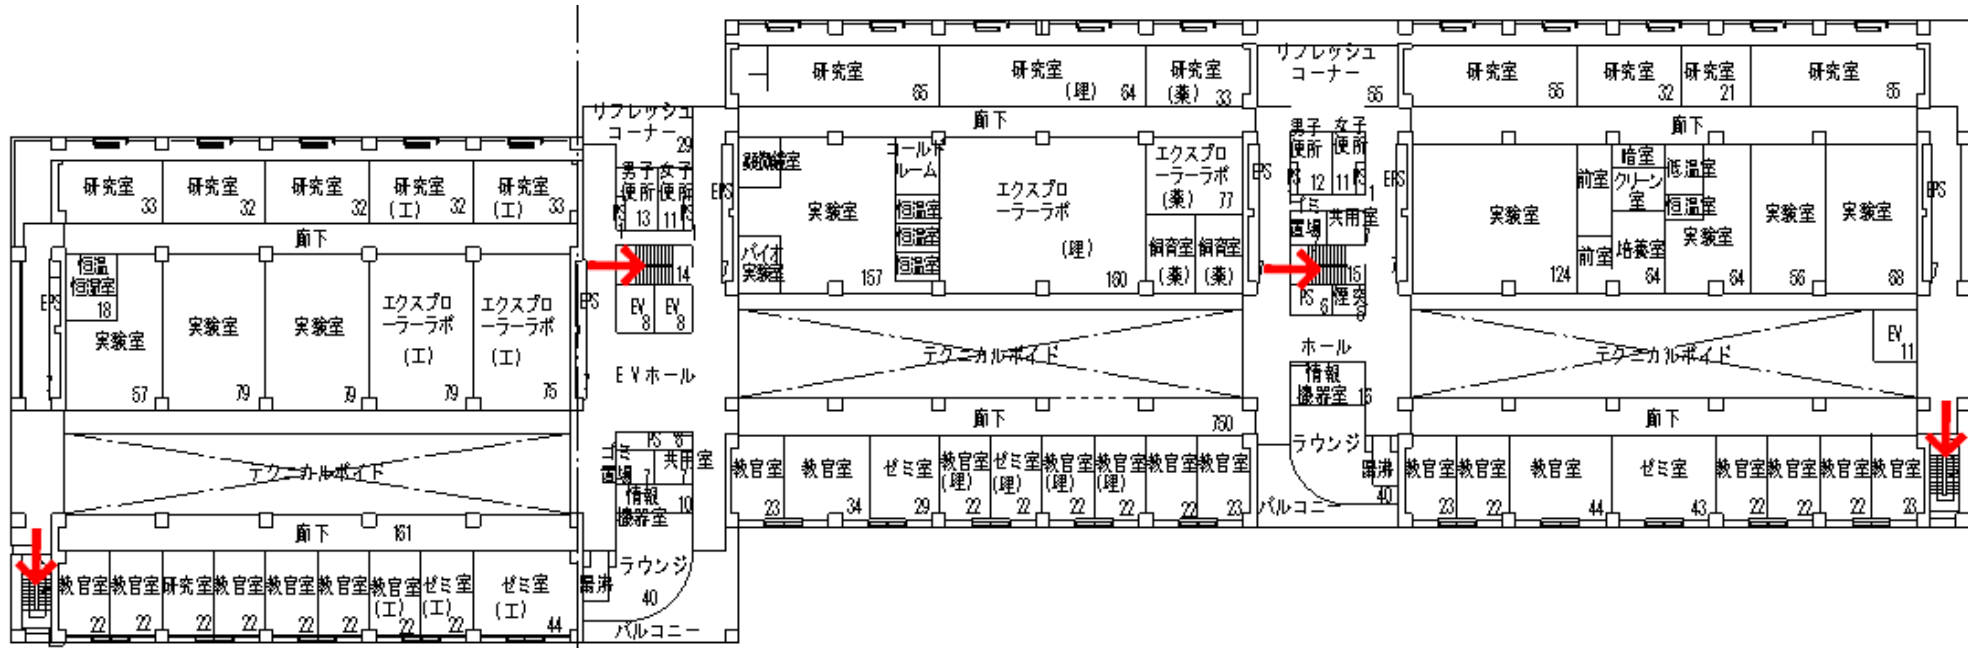 研究室
65
研究室
(理)
64
研究室
(薬)
33
リフレッシュ
コーナー
55
研究室
55
研究室
32
研究室
21
研究室
85
廊下
廊下
リフレッシュ
コーナー
29
男子
便所
13
女子
便所
11
PS
PS
EPS
実験室
157
コールド
ルーム
恒温室
恒温室
恒温室
バイオ
実験室
エクスプロ
ーラーラボ
(理)
160
エクスプロ
ーラーラボ
(薬)
77
飼育室
(薬)
飼育室
(薬)
EPS
男子
便所
12
女子
便所
11
PS
PS
1
ゴミ
置場
共用室
15
PS
6
煙突
EPS
実験室
124
前室
前室
暗室
クリーン
室
培養室
64
低温室
恒温室
実験室
64
実験室
56
実験室
68
EPS
7
研究室
33
研究室
32
研究室
32
研究室
(工)
32
研究室
(工)
33
廊下
EPS
恒温
恒湿室
18
実験室
57
実験室
79
実験室
79
エクスプロ
ーラーラボ
(工)
79
エクスプロ
ーラーラボ
(工)
75
EPS
14
7
EV
8
EV
8
EVホール
テクニカルボイド
ホール
情報
機器室
16
テクニカルボイド
EV
11
廊下
750
廊下
ラウンジ
湯沸
40
バルコニー
教官室
23
教官室
34
ゼミ室
29
教官室
(理)
22
ゼミ室
(理)
22
教官室
(理)
22
教官室
(理)
22
教官室
22
教官室
23
教官室
23
教官室
22
教官室
44
ゼミ室
43
教官室
22
教官室
22
教官室
22
教官室
23
テクニカルボイド
PS
8
ゴミ
置場
7
共用室
7
情報
機器室
10
廊下
161
ラウンジ
40
湯沸
バルコニー
教官室
22
教官室
22
研究室
22
教官室
22
教官室
22
教官室
22
教官室
(工)
22
ゼミ室
(工)
22
ゼミ室
(工)
44